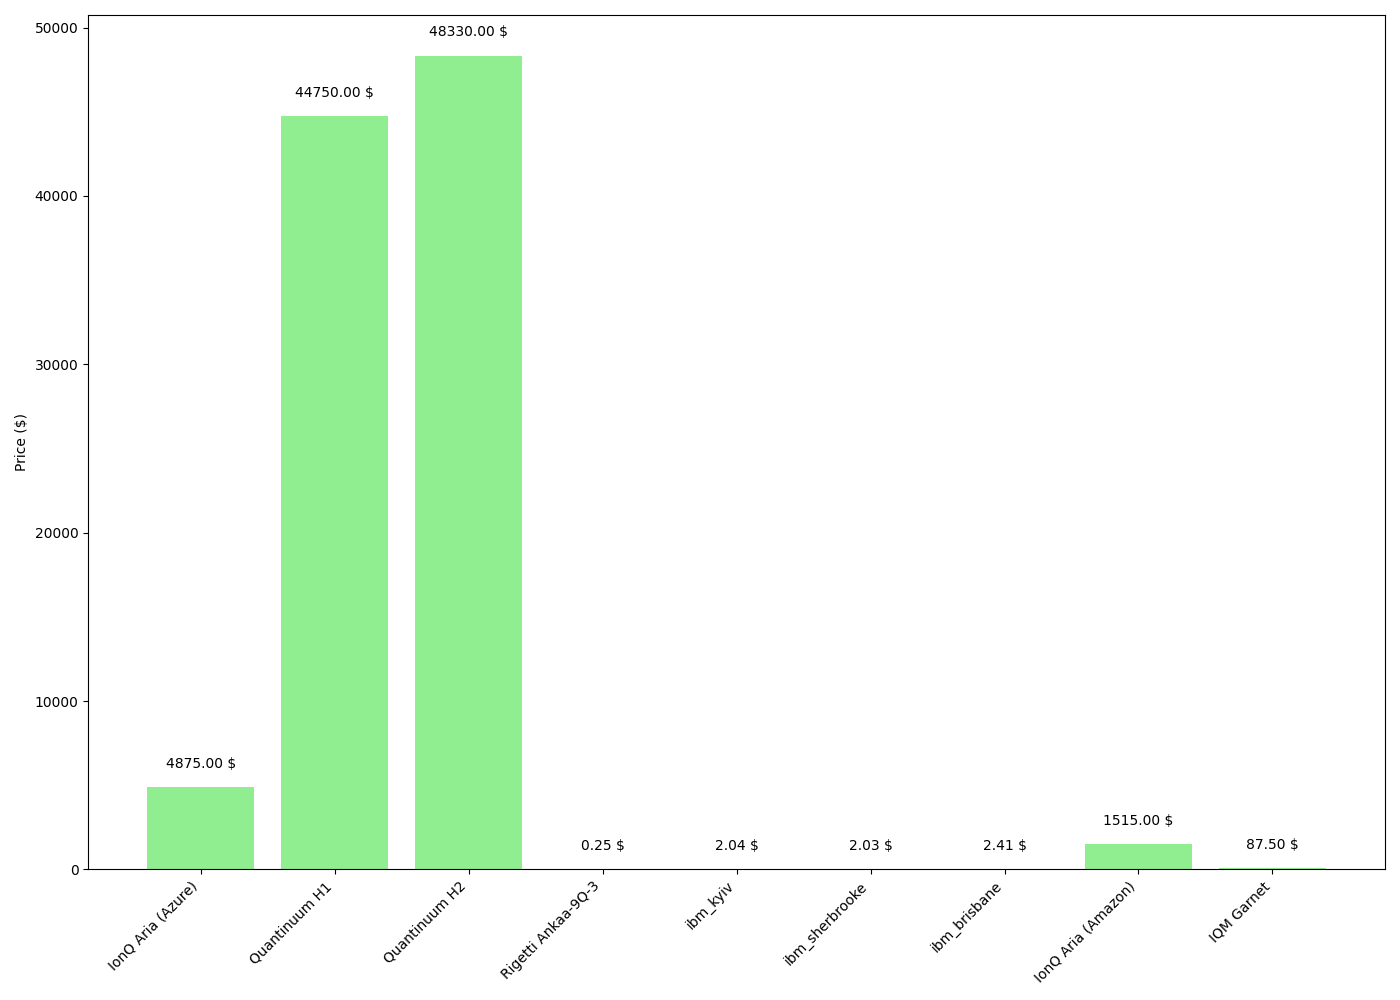 50000
40000
30000
20000
10000
0
Price ($)
4875.00 $
44750.00 $
48330.00 $
0.25 $
2.04 $
2.03 $
2.41 $
1515.00 $
87.50 $
IonQ Aria (Azure)
Quantinuum H1
Quantinuum H2
Rigetti Ankaa-9Q-3
ibm_kyiv
ibm_sherbrooke
ibm_brisbane
IonQ Aria (Amazon)
IQM Garnet